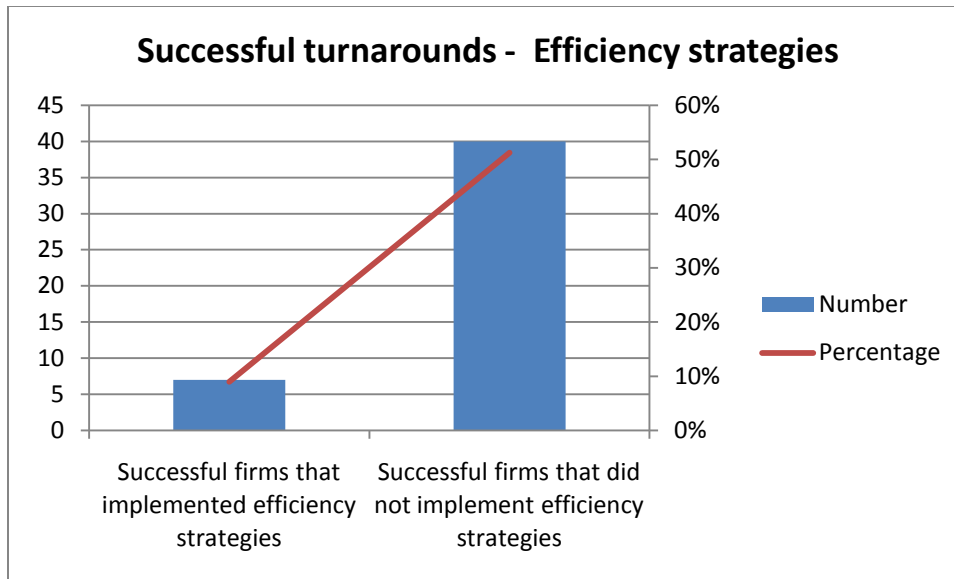 Successful turnarounds - Efficiency strategies
45
40
35
30
25
20
15
10
5
0
60%
50%
40%
30%
20%
10%
0%
Number
Percentage
Successful firms that
implemented efficiency
strategies
Successful firms that did
not implement efficiency
strategies